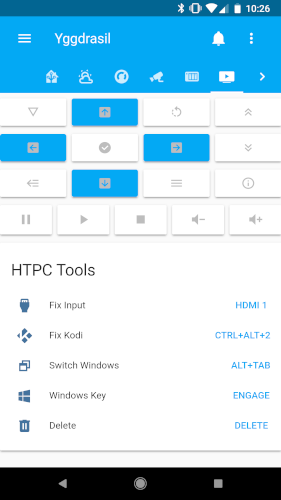 10:26
Yggdrasil
HTPC Tools
Fix Input HDMI 1
Fix Kodi CTRL+ALT+2
Switch Windows ALT+TAB
Windows Key ENGAGE
Delete DELETE